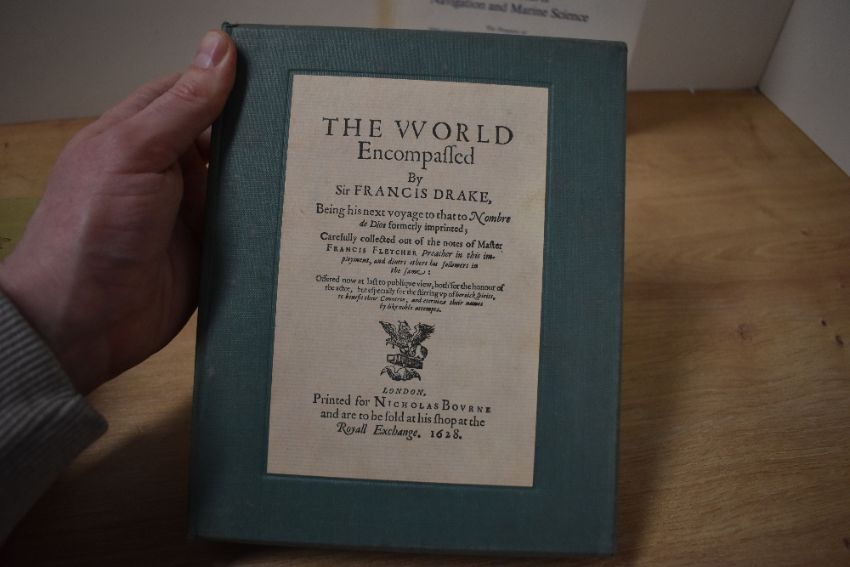 Navigation and Marine Science
THE VVORLD
Encompaſſed
By
Sir FRANCIS DRAKE,
Being his next voyage to that to Nombre
de Dios formerly imprinted;
Carefully collected out of the notes of Maſter
FRANCIS FLETCHER Preacher in this im-
ployment, and divers others his followers in
the ſame:
Offered now at laſt to publique view, both for the honour of
the actor, but eſpecially for the ſtirring vp of heroick ſpirits,
to benefit their Countrie, and eternize their names
by like noble attempts.
LONDON,
Printed for NICHOLAS BOVRNE
and are to be ſold at his ſhop at the
Royall Exchange. 1628.